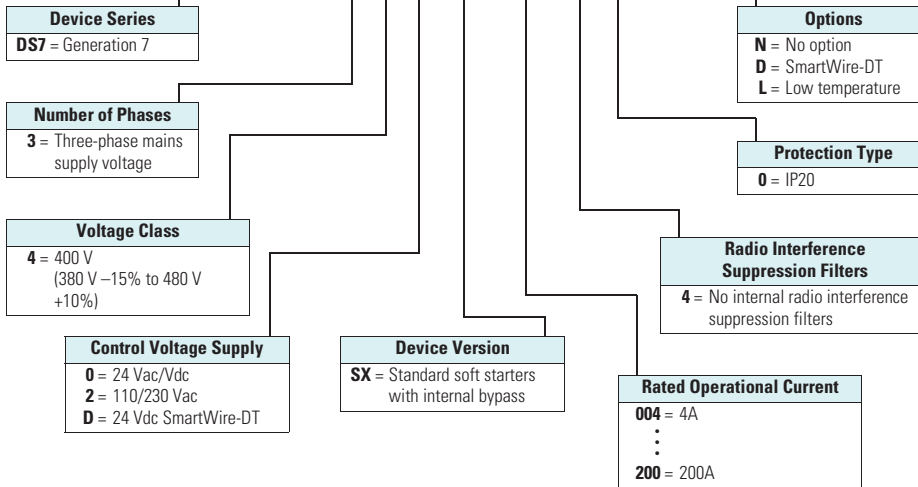 Device Series
DS7 = Generation 7
Number of Phases
3 = Three-phase mains
supply voltage
Voltage Class
4 = 400 V
(380 V –15% to 480 V
+10%)
Control Voltage Supply
0 = 24 Vac/Vdc
2 = 110/230 Vac
D = 24 Vdc SmartWire-DT
Device Version
SX = Standard soft starters
with internal bypass
Options
N = No option
D = SmartWire-DT
L = Low temperature
Protection Type
0 = IP20
Radio Interference
Suppression Filters
4 = No internal radio interference
suppression filters
Rated Operational Current
004 = 4A
•
•
•
200 = 200A